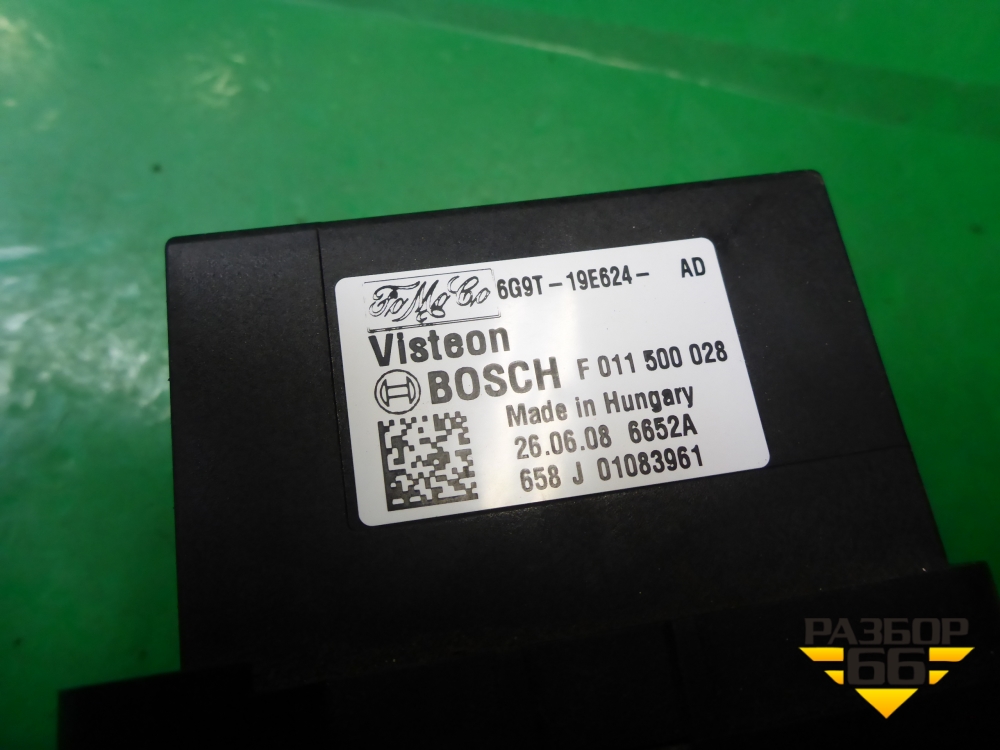 FoMoCo 6G9T-19E624- AD
Visteon
BOSCH F 011 500 028
Made in Hungary
26.06.08 6652A
658 J 01083961
РАЗБОР
66